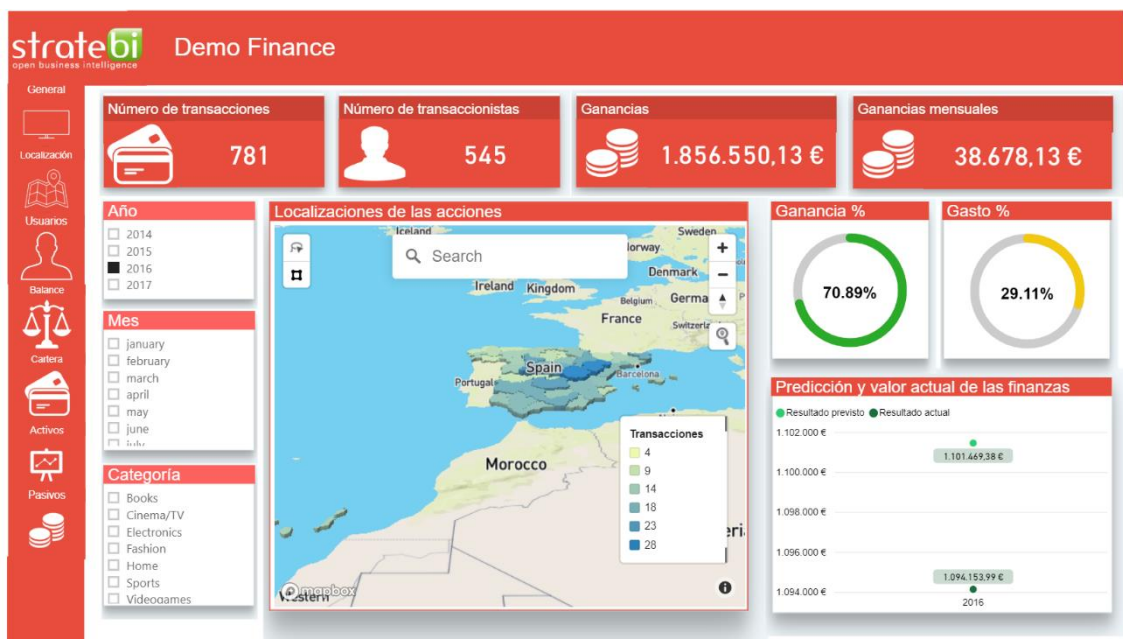 stratebi
open business intelligence
Demo Finance
General
Localización
Usuarios
Balance
Cartera
Activos
Pasivos
Número de transacciones
781
Número de transaccionistas
545
Ganancias
1.856.550,13 €
Ganancias mensuales
38.678,13 €
Año
2014
2015
2016
2017
Mes
january
february
march
april
may
june
july
Categoría
Books
Cinema/TV
Electronics
Fashion
Home
Sports
Videogames
Localizaciones de las acciones
Search
Iceland
Sweden
Norway
Denmark
Ireland
Kingdom
Belgium
Germa
France
Switzerla
Spain
Portugal
Barcelona
Morocco
Western
Transacciones
4
9
14
18
23
28
mapbox
Ganancia %
70.89%
Gasto %
29.11%
Predicción y valor actual de las finanzas
Resultado previsto Resultado actual
1.102.000 €
1.101.469,38 €
1.100.000 €
1.098.000 €
1.096.000 €
1.094.153,99 €
1.094.000 €
2016